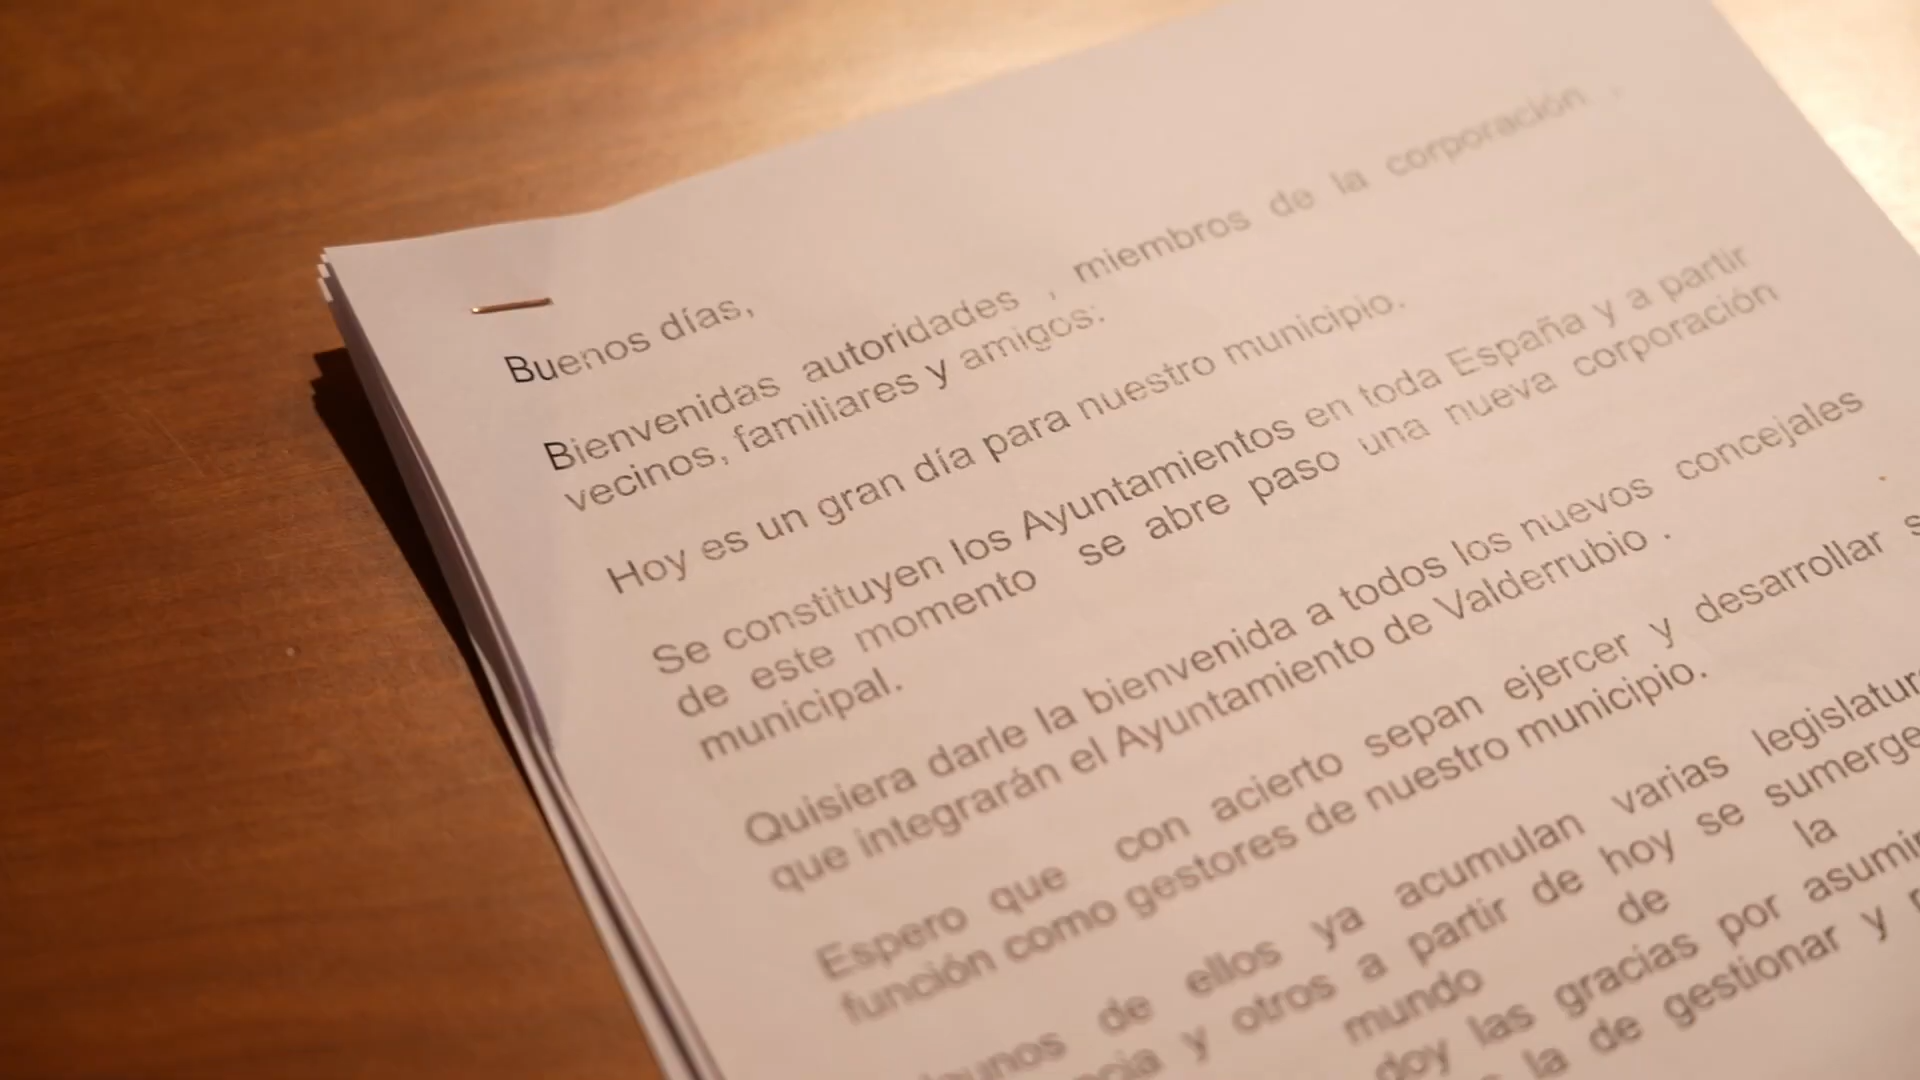 Buenos días,
Bienvenidas autoridades , miembros de la corporación .
vecinos, familiares y amigos:
Hoy es un gran día para nuestro municipio.
Se constituyen los Ayuntamientos en toda España y a partir
de este momento se abre paso una nueva corporación
municipal.
Quisiera darle la bienvenida a todos los nuevos concejales
que integrarán el Ayuntamiento de Valderrubio .
Espero que con acierto sepan ejercer y desarrollar
función como gestores de nuestro municipio.
de ellos ya acumulan varias
y otros a partir de hoy se
mundo de la
doy las gracias por
la de gestionar y